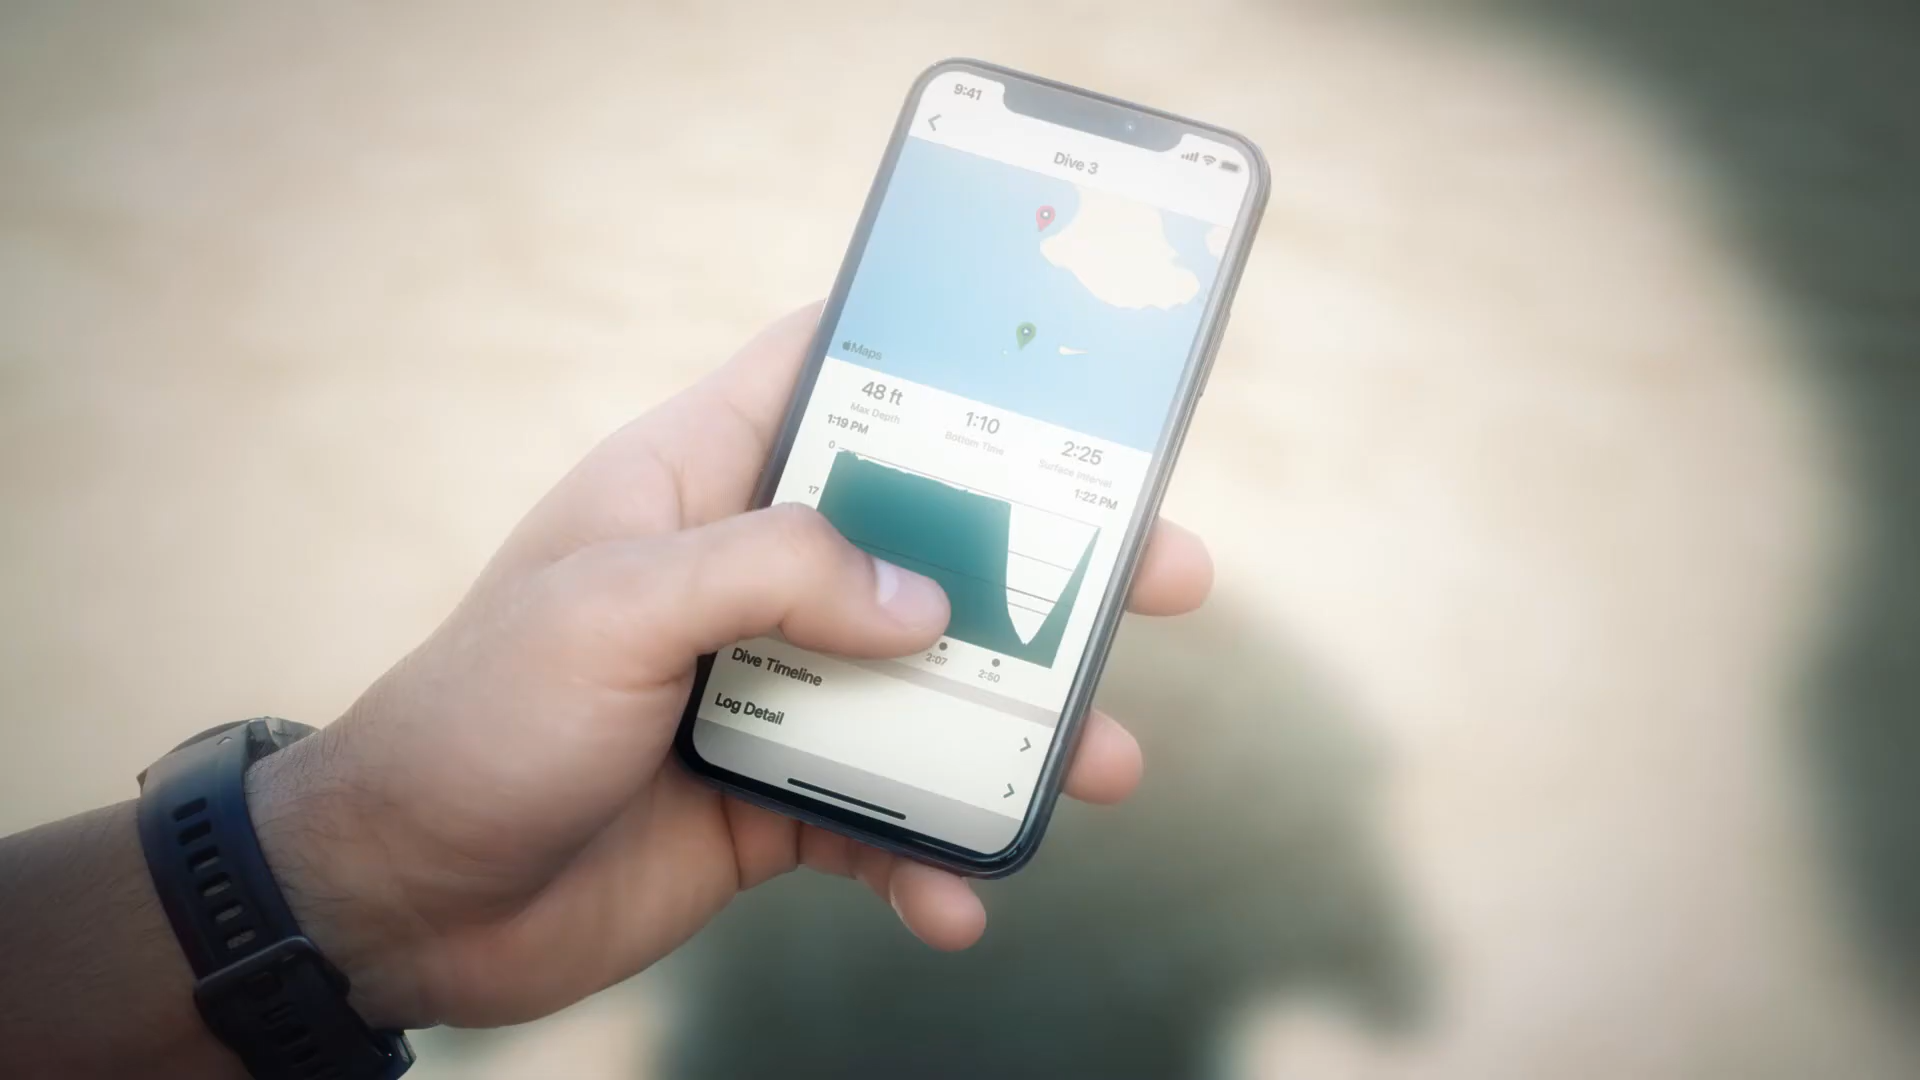 9:41
Dive 3
Maps
48 ft
Max Depth
1:10
Bottom Time
2:25
Surface Interval
1:19 PM
1:22 PM
0
17
2:07
2:50
Dive Timeline
Log Detail